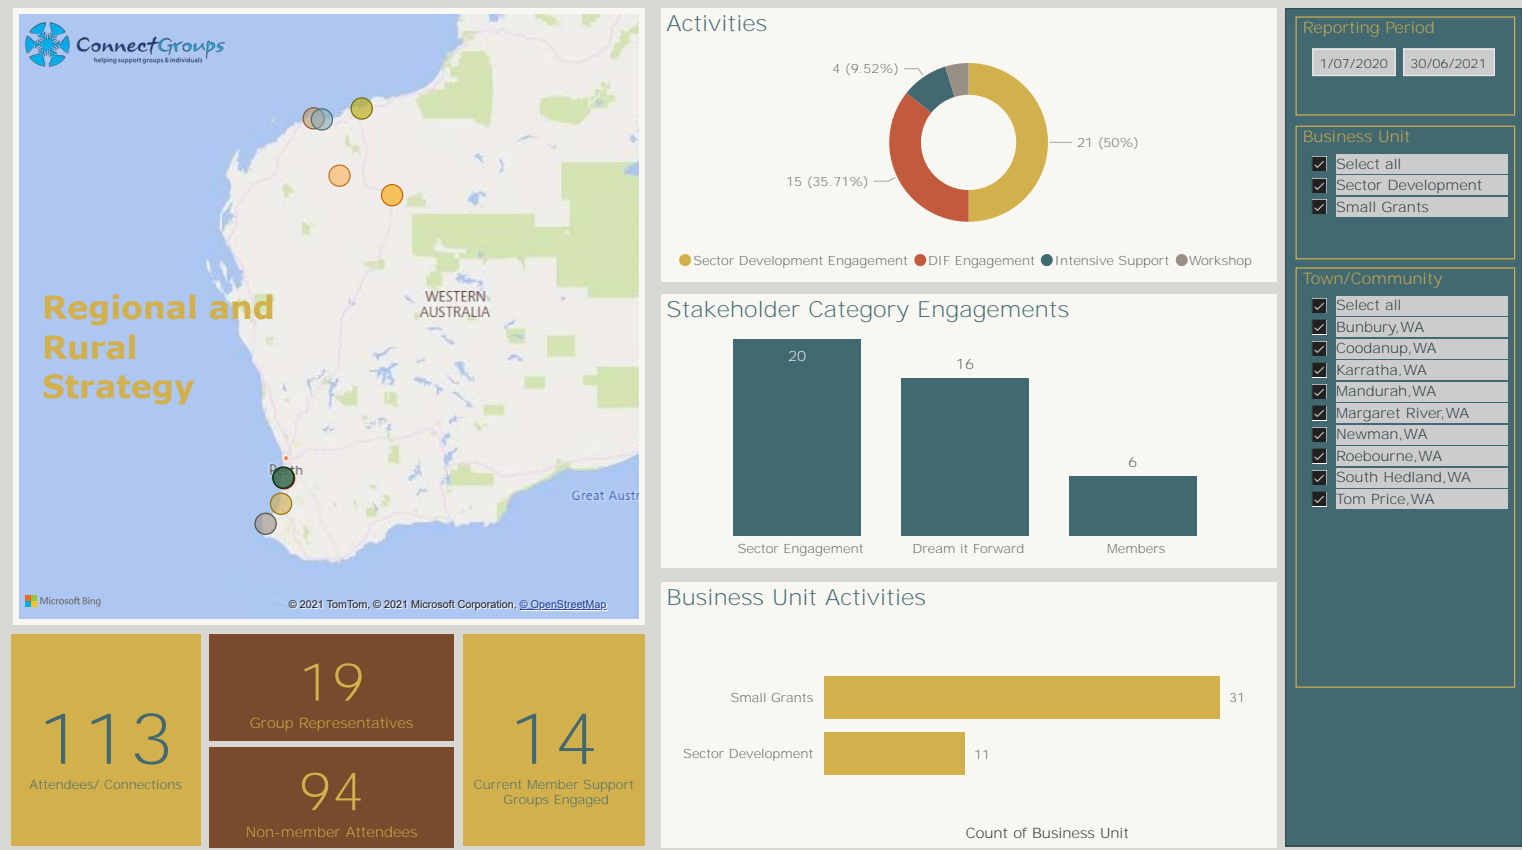 ConnectGroups
helping support groups & individuals
Regional and
Rural
Strategy
WESTERN
AUSTRALIA
Great Austr
Microsoft Bing
© 2021 TomTom, © 2021 Microsoft Corporation, © OpenStreetMap
113
Attendees/ Connections
19
Group Representatives
94
Non-member Attendees
14
Current Member Support
Groups Engaged
Activities
4 (9.52%)
21 (50%)
15 (35.71%)
Sector Development Engagement DIF Engagement Intensive Support Workshop
Stakeholder Category Engagements
20
16
6
Sector Engagement Dream it Forward Members
Business Unit Activities
Small Grants 31
Sector Development 11
Count of Business Unit
Reporting Period
1/07/2020 30/06/2021
Business Unit
Select all
Sector Development
Small Grants
Town/Community
Select all
Bunbury,WA
Coodanup,WA
Karratha,WA
Mandurah,WA
Margaret River,WA
Newman,WA
Roebourne,WA
South Hedland,WA
Tom Price,WA